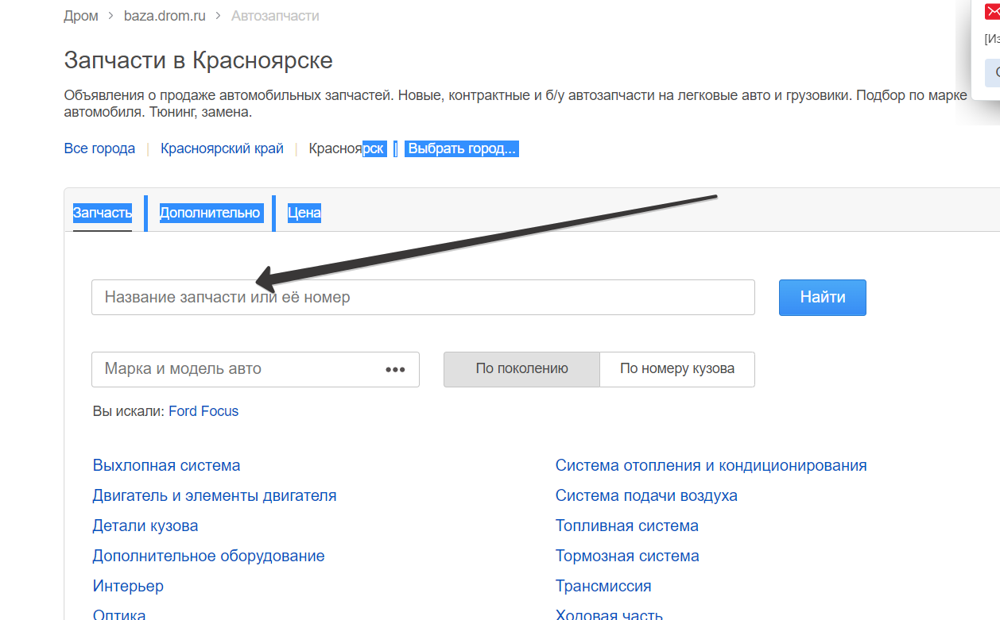 Дром > baza.drom.ru > Автозапчасти
[Из
Запчасти в Красноярске
Объявления о продаже автомобильных запчастей. Новые, контрактные и б/у автозапчасти на легковые авто и грузовики. Подбор по марке
автомобиля. Тюнинг, замена.
Все города | Красноярский край | Красноярск | Выбрать город...
Запчасть Дополнительно Цена
Название запчасти или её номер Найти
Марка и модель авто ••• По поколению По номеру кузова
Вы искали: Ford Focus
Выхлопная система
Двигатель и элементы двигателя
Детали кузова
Дополнительное оборудование
Интерьер
Оптика
Система отопления и кондиционирования
Система подачи воздуха
Топливная система
Тормозная система
Трансмиссия
Ходовая часть